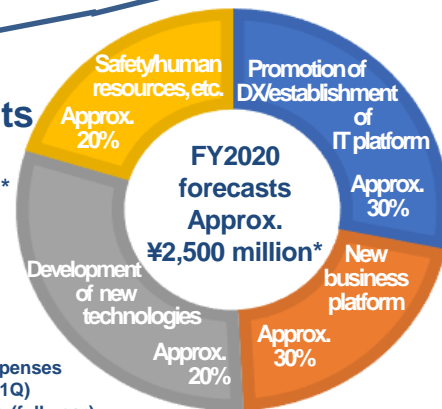 Safety/human
resources, etc.
Approx.
20%
Promotion of
DX/establishment
of
IT platform
Approx.
30%
ts
*
FY2020
forecasts
Approx.
¥2,500 million*
New
business
platform
Approx.
30%
Development
of new
technologies
Approx.
20%
penses
1Q)